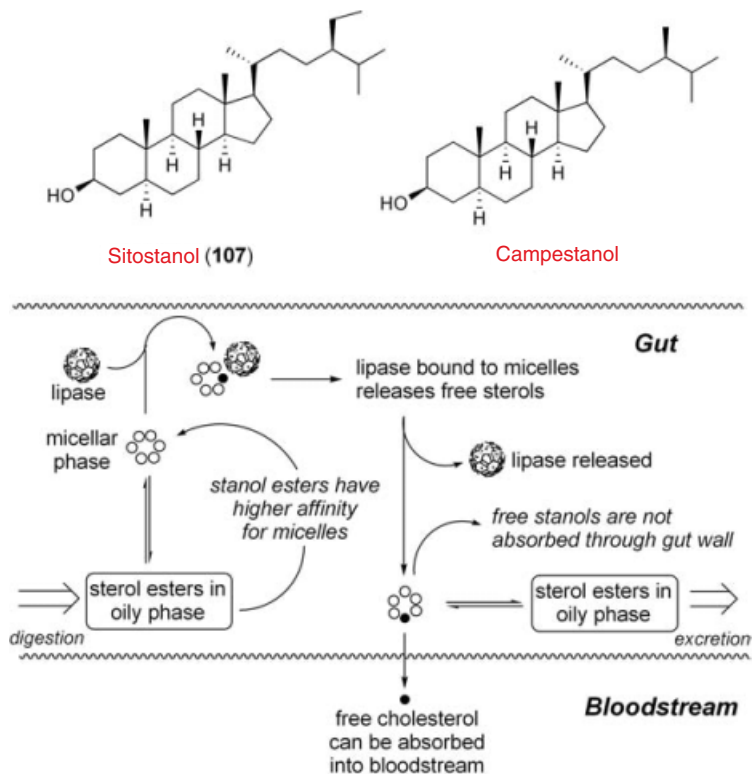 H
H
H
HO
H
Sitostanol (107)
H
H
H
HO
H
Campestanol
Gut
lipase
lipase bound to micelles
releases free sterols
micellar
phase
lipase released
stanol esters have
higher affinity
for micelles
free stanols are not
absorbed through gut wall
sterol esters in
oily phase
digestion
sterol esters in
oily phase
excretion
Bloodstream
free cholesterol
can be absorbed
into bloodstream